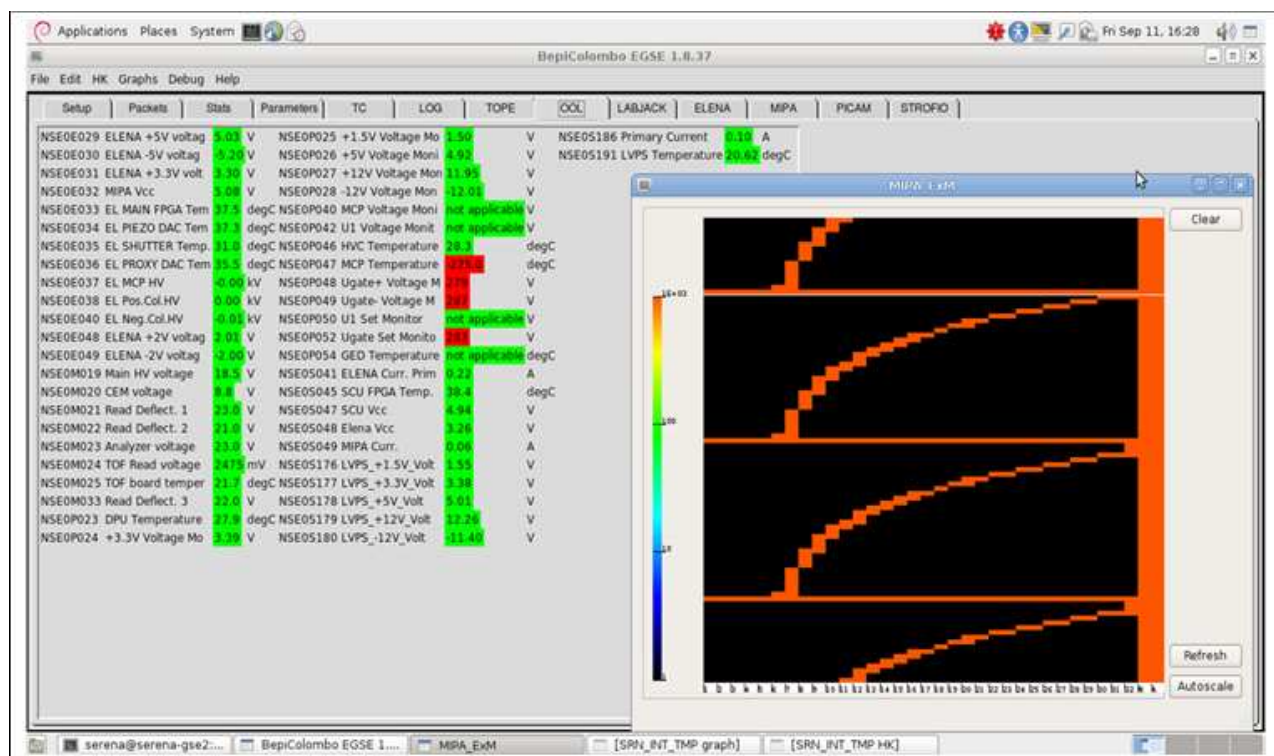 Applications Places System Fri Sep 11, 16:28
BepiColombo EGSE 1.8.37
File Edit HK Graphs Debug Help
Setup Packets Stats Parameters TC LOG TOPE OOL LABJACK ELENA MIPA PICAM STROFIO
NSE0E029 ELENA +5V voltag 5.03 V NSE0P025 +1.5V Voltage Mo 1.50 V NSE0S186 Primary Current 0.10 A
NSE0E030 ELENA -5V voltag -5.20 V NSE0P026 +5V Voltage Moni 4.92 V NSE0S191 LVPS Temperature 20.62 degC
NSE0E031 ELENA +3.3V volt 3.30 V NSE0P027 +12V Voltage Mon 11.95 V
NSE0E032 MIPA Vcc 5.08 V NSE0P028 -12V Voltage Mon -12.01 V
MIPA_ExM
NSE0E033 EL MAIN FPGA Tem 37.5 degC NSE0P040 MCP Voltage Moni not applicable V
NSE0E034 EL PIEZO DAC Tem 37.3 degC NSE0P042 U1 Voltage Monit not applicable V
Clear
NSE0E035 EL SHUTTER Temp. 31.0 degC NSE0P046 HVC Temperature 28.3 degC
NSE0E036 EL PROXY DAC Tem 35.5 degC NSE0P047 MCP Temperature degC
NSE0E037 EL MCP HV -0.00 kV NSE0P048 Ugate+ Voltage M V
NSE0E038 EL Pos.Col.HV 0.00 kV NSE0P049 Ugate- Voltage M V
1E+03
NSE0E040 EL Neg.Col.HV -0.01 kV NSE0P050 U1 Set Monitor not applicable V
NSE0E048 ELENA +2V voltag 2.01 V NSE0P052 Ugate Set Monito V
NSE0E049 ELENA -2V voltag -2.00 V NSE0P054 GED Temperature not applicable degC
NSE0M019 Main HV voltage 18.5 V NSE0S041 ELENA Curr. Prim 0.22 A
NSE0M020 CEM voltage 8.8 V NSE0S045 SCU FPGA Temp. 38.4 degC
NSE0M021 Read Deflect. 1 23.0 V NSE0S047 SCU Vcc 4.94 V
NSE0M022 Read Deflect. 2 21.0 V NSE0S048 Elena Vcc 3.26 V
100
NSE0M023 Analyzer voltage 23.0 V NSE0S049 MIPA Curr. 0.06 A
NSE0M024 TOF Read voltage 2475 mV NSE0S176 LVPS_+1.5V_Volt 1.55 V
NSE0M025 TOF board temper 21.7 degC NSE0S177 LVPS_+3.3V_Volt 3.38 V
NSE0M033 Read Deflect. 3 22.0 V NSE0S178 LVPS_+5V_Volt 5.01 V
NSE0P023 DPU Temperature 27.9 degC NSE0S179 LVPS_+12V_Volt 12.26 V
NSE0P024 +3.3V Voltage Mo 3.39 V NSE0S180 LVPS_-12V_Volt -11.40 V
10
Refresh
Autoscale
serena@serena-gse2:... BepiColombo EGSE 1.... MIPA_ExM [SRN_INT_TMP graph] [SRN_INT_TMP HK]